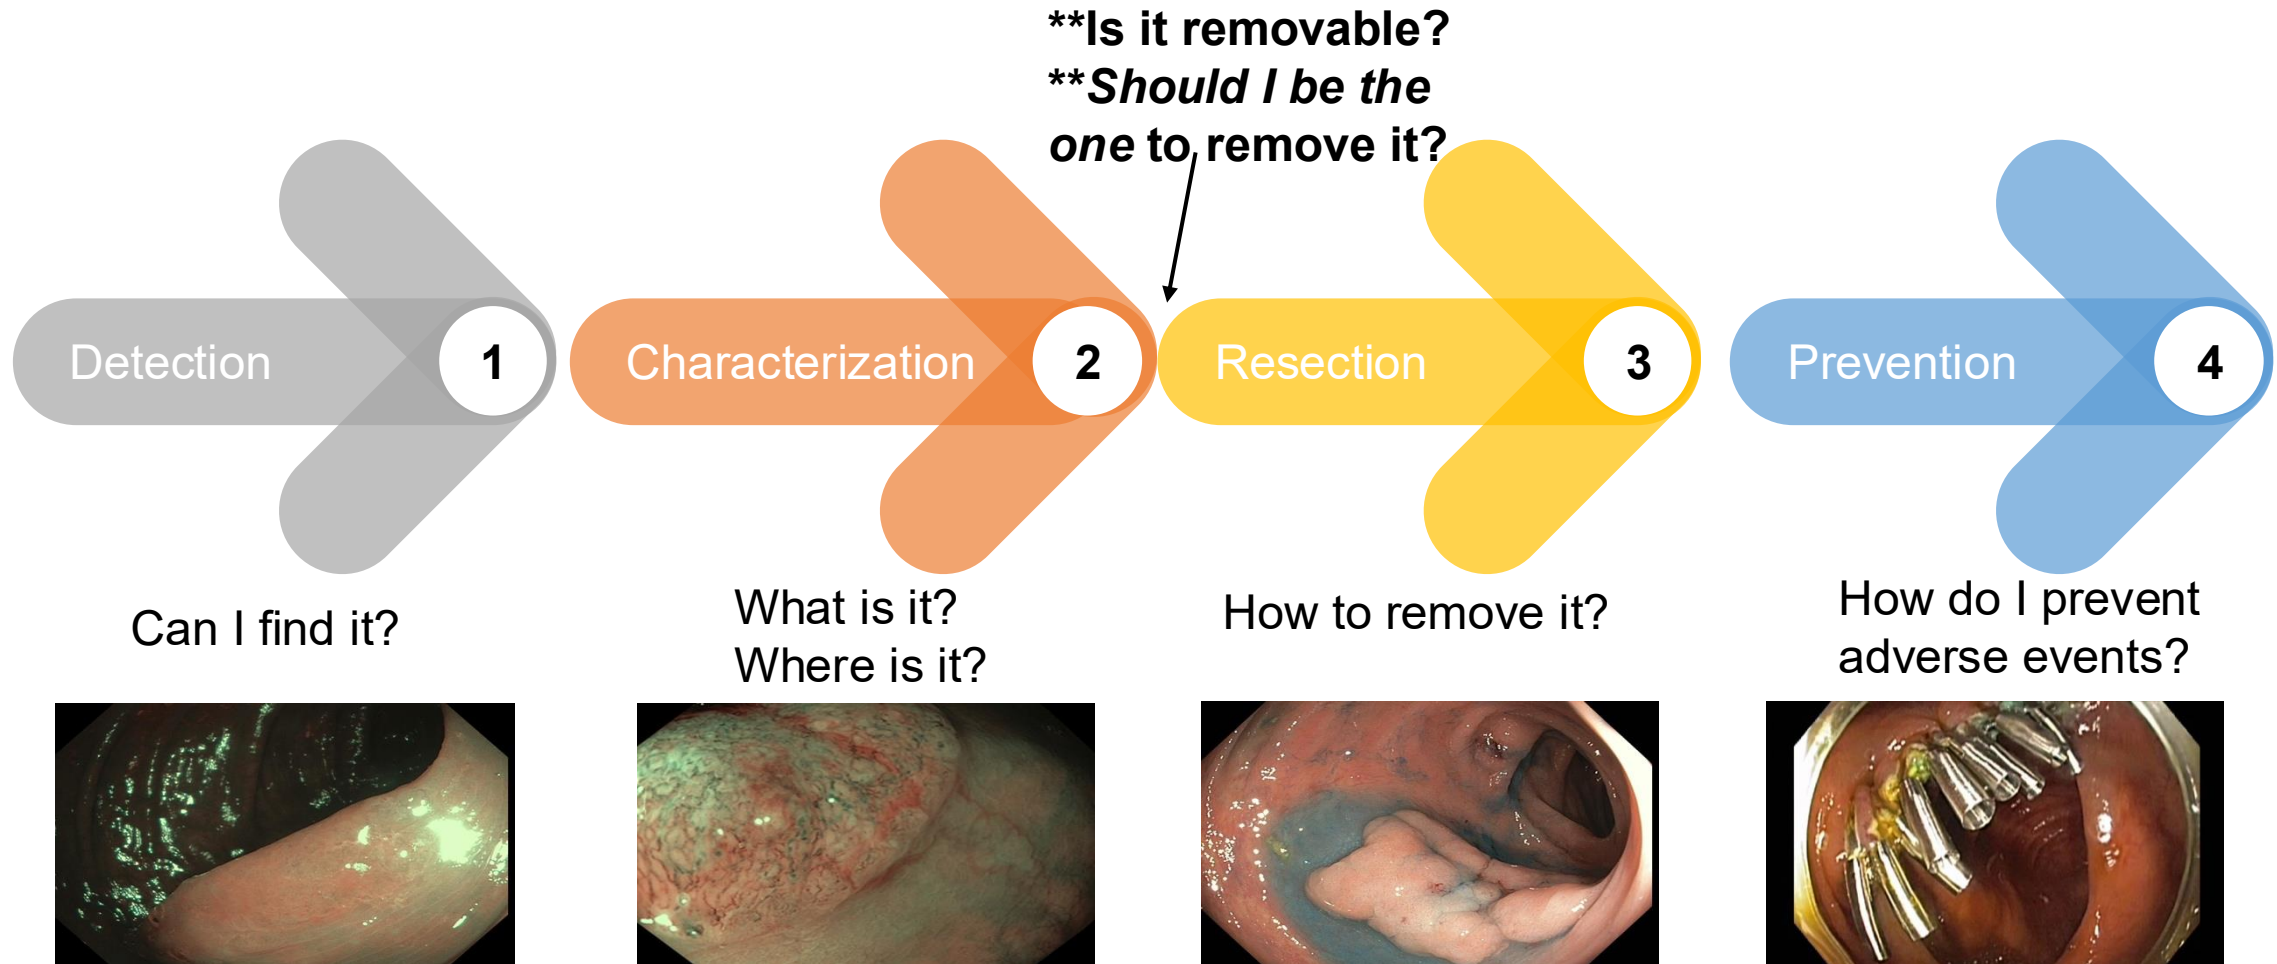 **Is it removable?
**Should I be the
one to remove it?
Detection
1
Characterization
2
Resection
3
Prevention
4
Can I find it?
What is it?
Where is it?
How to remove it?
How do I prevent
adverse events?